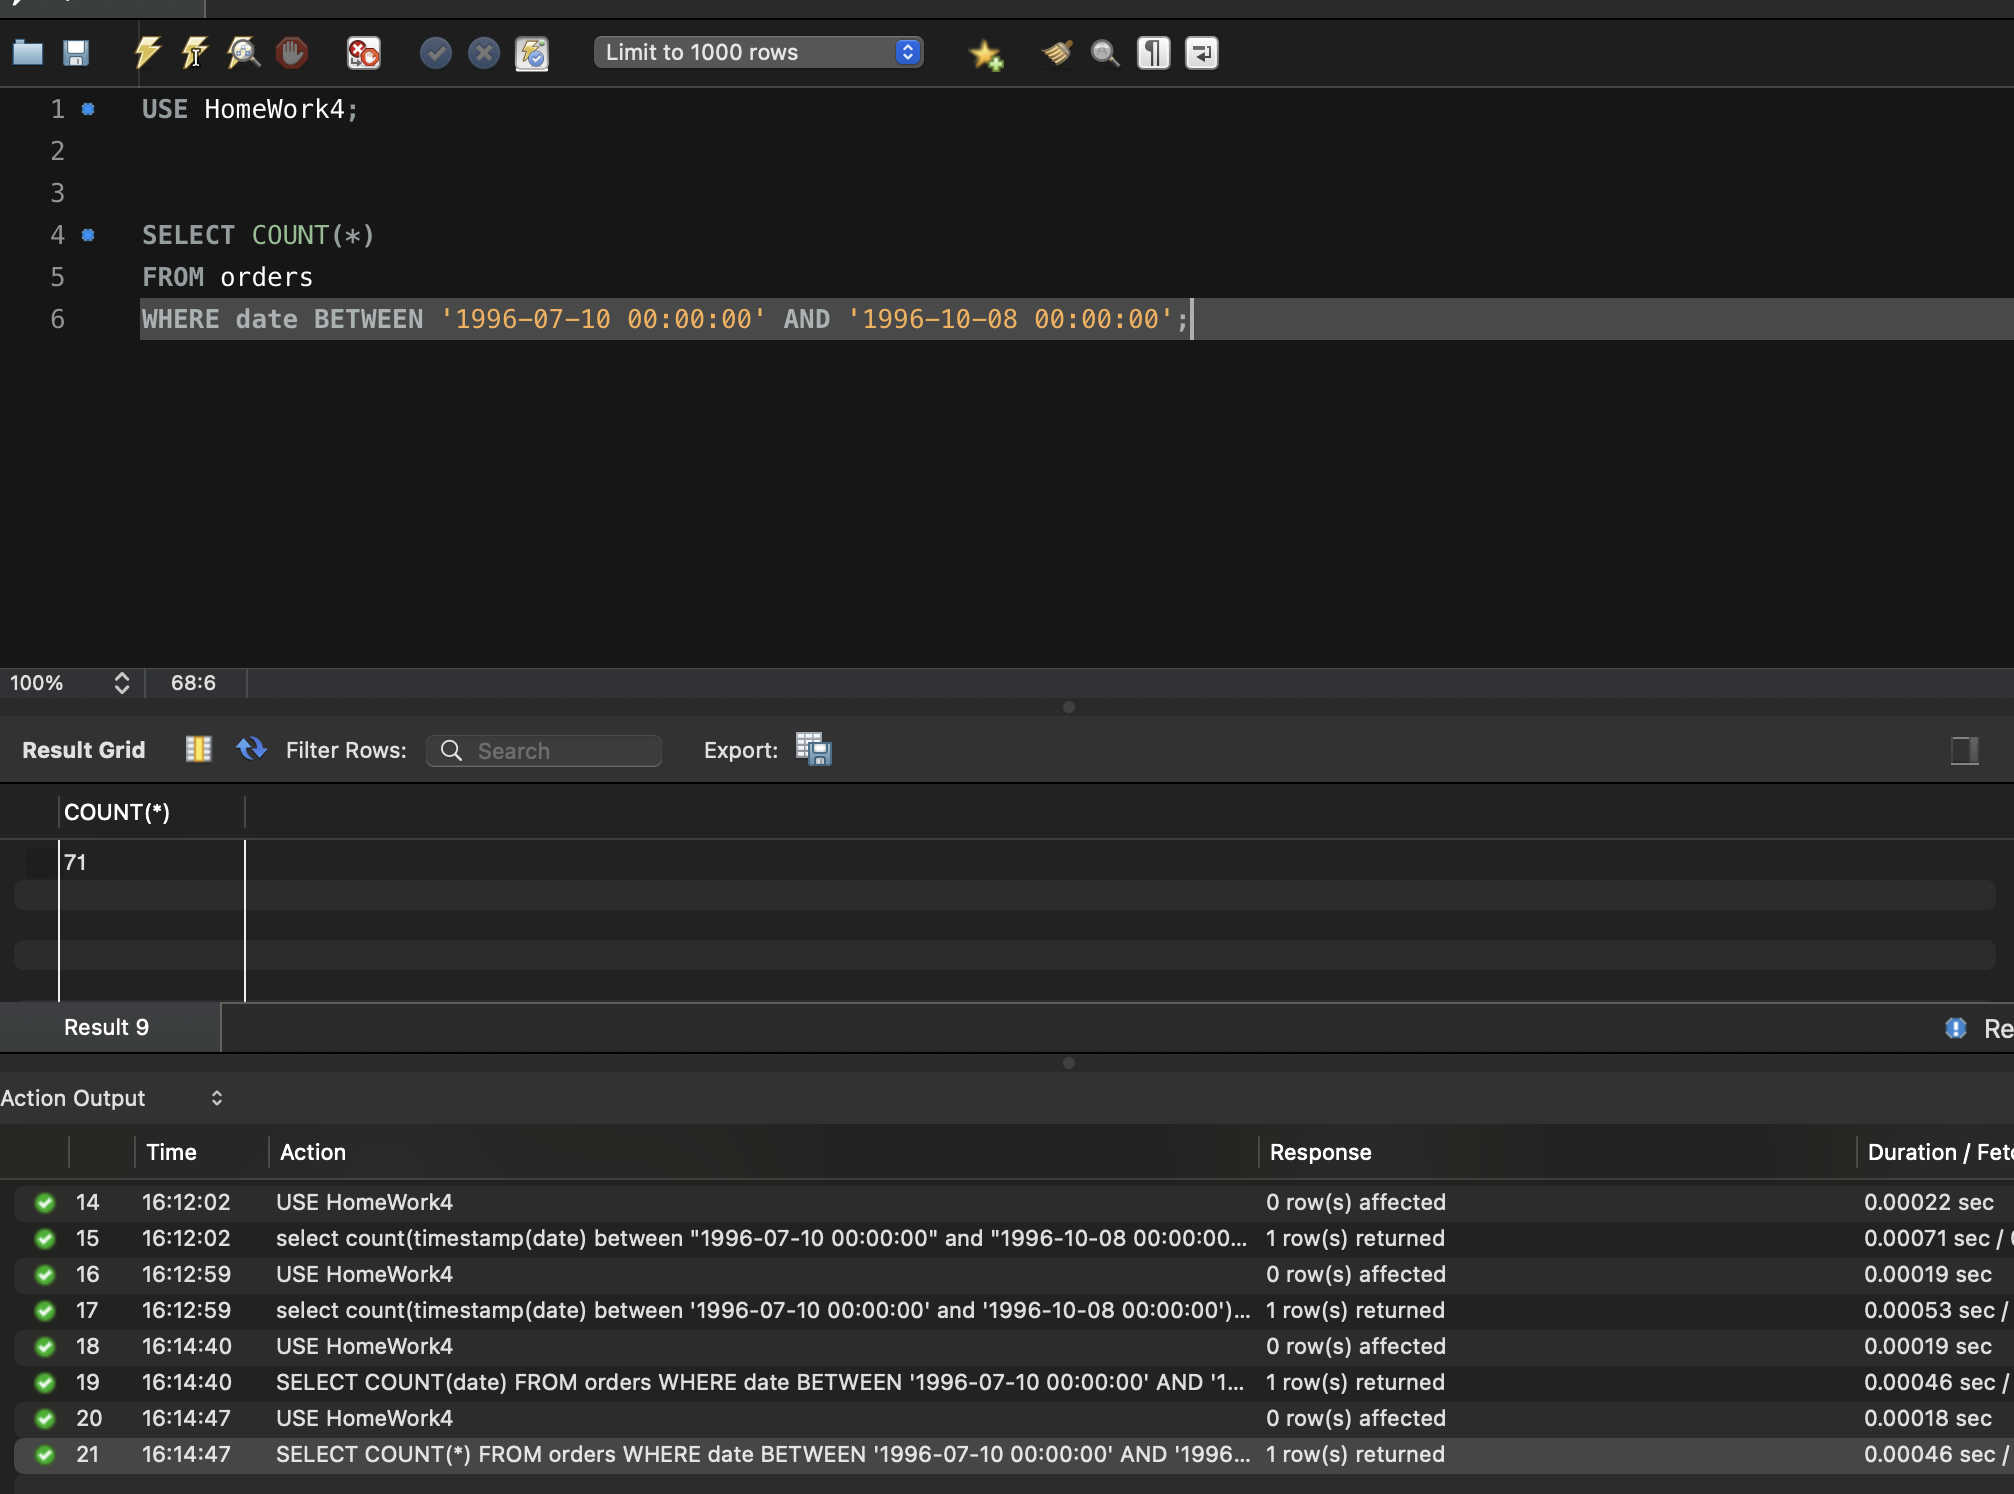 Limit to 1000 rows
1 USE HomeWork4;
2
3
4 SELECT COUNT(*)
5 FROM orders
6 WHERE date BETWEEN '1996-07-10 00:00:00' AND '1996-10-08 00:00:00';
100% 68:6
Result Grid Filter Rows: Search Export:
COUNT(*)
71
Result 9 Re
Action Output
Time Action Response Duration / Fetc
14 16:12:02 USE HomeWork4 0 row(s) affected 0.00022 sec
15 16:12:02 select count(timestamp(date) between "1996-07-10 00:00:00" and "1996-10-08 00:00:00... 1 row(s) returned 0.00071 sec /
16 16:12:59 USE HomeWork4 0 row(s) affected 0.00019 sec
17 16:12:59 select count(timestamp(date) between '1996-07-10 00:00:00' and '1996-10-08 00:00:00')... 1 row(s) returned 0.00053 sec /
18 16:14:40 USE HomeWork4 0 row(s) affected 0.00019 sec
19 16:14:40 SELECT COUNT(date) FROM orders WHERE date BETWEEN '1996-07-10 00:00:00' AND '1... 1 row(s) returned 0.00046 sec /
20 16:14:47 USE HomeWork4 0 row(s) affected 0.00018 sec
21 16:14:47 SELECT COUNT(*) FROM orders WHERE date BETWEEN '1996-07-10 00:00:00' AND '1996... 1 row(s) returned 0.00046 sec /